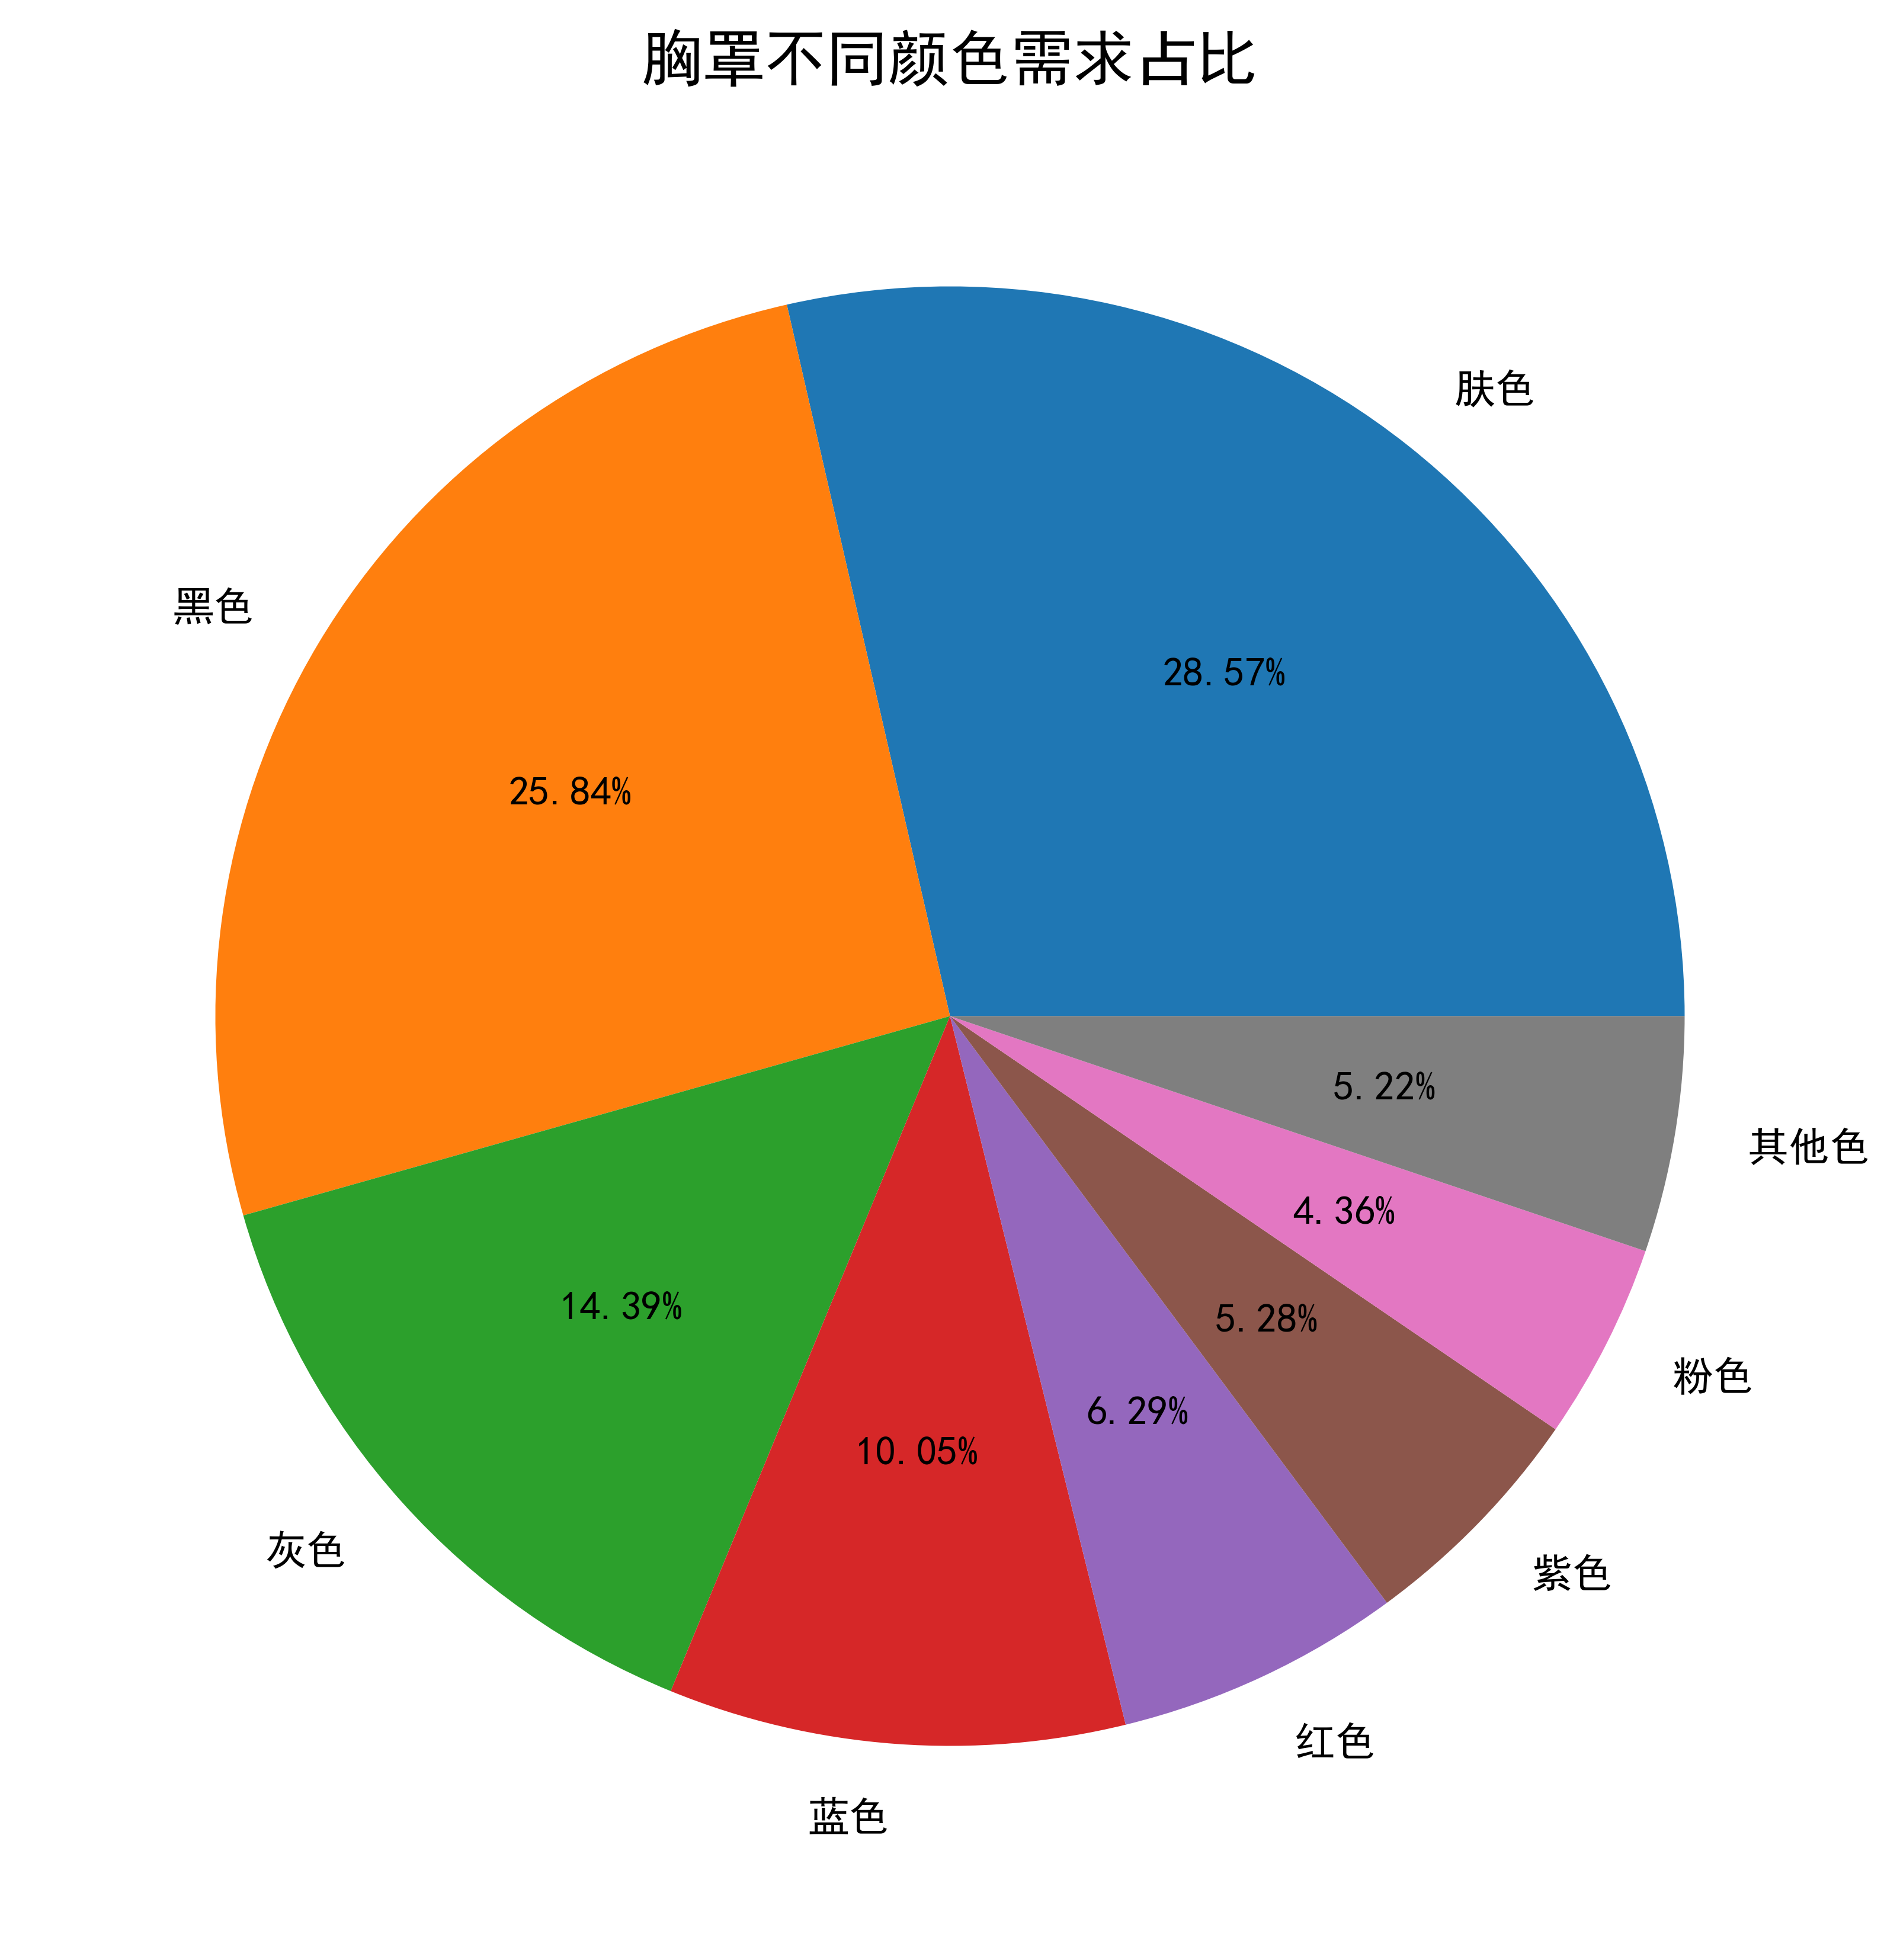 胸罩不同颜色需求占比
肤色
28.57%
黑色
25.84%
灰色
14.39%
蓝色
10.05%
红色
6.29%
紫色
5.28%
粉色
4.36%
其他色
5.22%